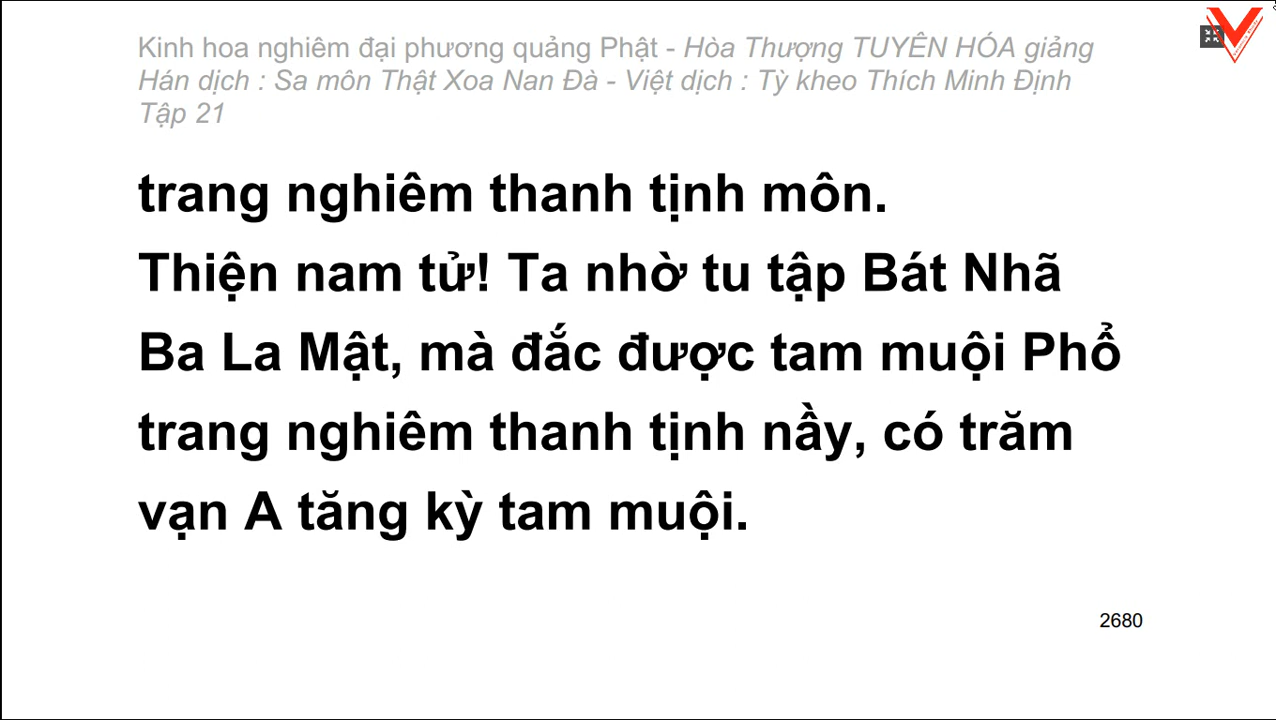 Kinh hoa nghiêm đại phương quảng Phật - Hòa Thượng TUYÊN HÓA giảng
Hán dịch : Sa môn Thật Xoa Nan Đà - Việt dịch : Tỳ kheo Thích Minh Định
Tập 21
trang nghiêm thanh tịnh môn.
Thiện nam tử! Ta nhờ tu tập Bát Nhã
Ba La Mật, mà đắc được tam muội Phổ
trang nghiêm thanh tịnh nầy, có trăm
vạn A tăng kỳ tam muội.
2680